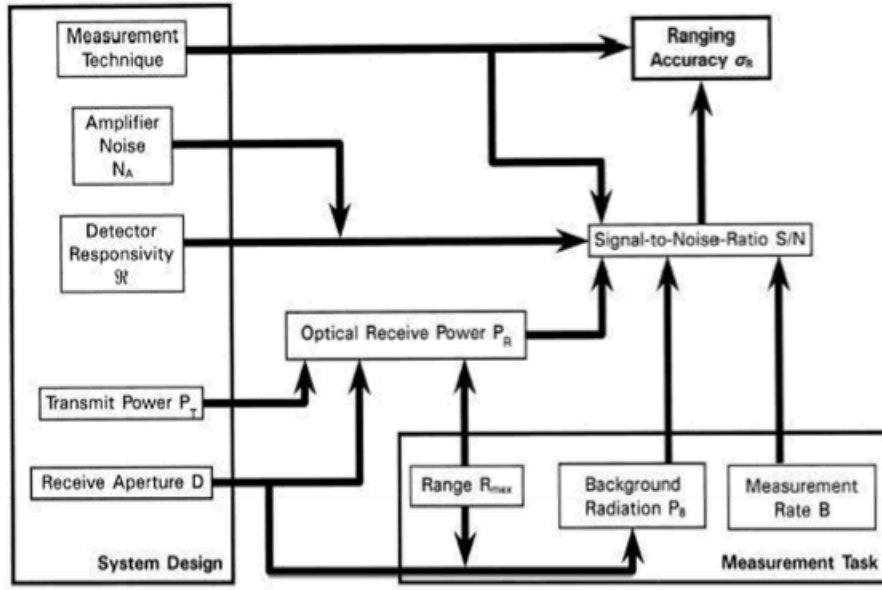 Measurement
Technique
Ranging
Accuracy σR
Amplifier
Noise
NA
Detector
Responsivity
ℜ
Signal-to-Noise-Ratio S/N
Optical Receive Power PR
Transmit Power PT
Receive Aperture D
Range Rmax
Background
Radiation PB
Measurement
Rate B
System Design
Measurement Task